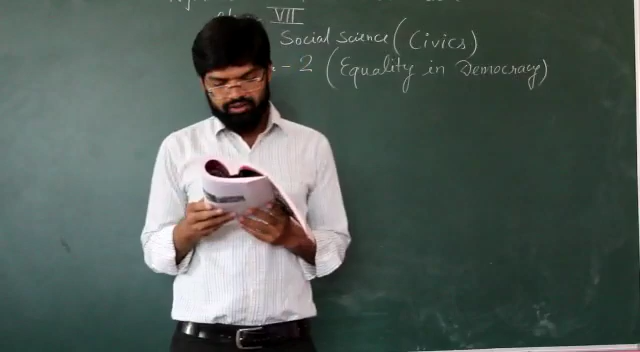 VII
Social Science (Civics)
- 2 (Equality in Democracy)